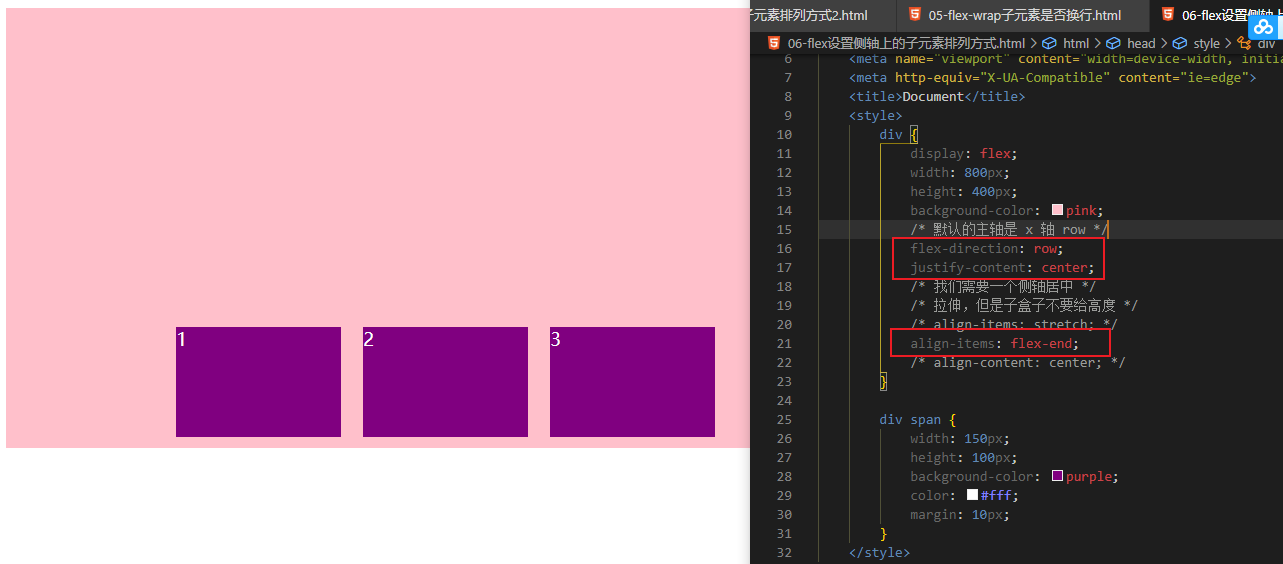 子元素排列方式2.html
05-flex-wrap子元素是否换行.html
06-flex设置侧轴上
06-flex设置侧轴上的子元素排列方式.html > html > head > style > div
6 <meta name="viewport" content="width=device-width, initia
7 <meta http-equiv="X-UA-Compatible" content="ie=edge">
8 <title>Document</title>
9 <style>
10 div {
11 display: flex;
12 width: 800px;
13 height: 400px;
14 background-color: pink;
15 /* 默认的主轴是 x 轴 row */
16 flex-direction: row;
17 justify-content: center;
18 /* 我们需要一个侧轴居中 */
19 /* 拉伸，但是子盒子不要给高度 */
20 /* align-items: stretch; */
21 align-items: flex-end;
22 /* align-content: center; */
23 }
24
25 div span {
26 width: 150px;
27 height: 100px;
28 background-color: purple;
29 color: #fff;
30 margin: 10px;
31 }
32 </style>
1
2
3